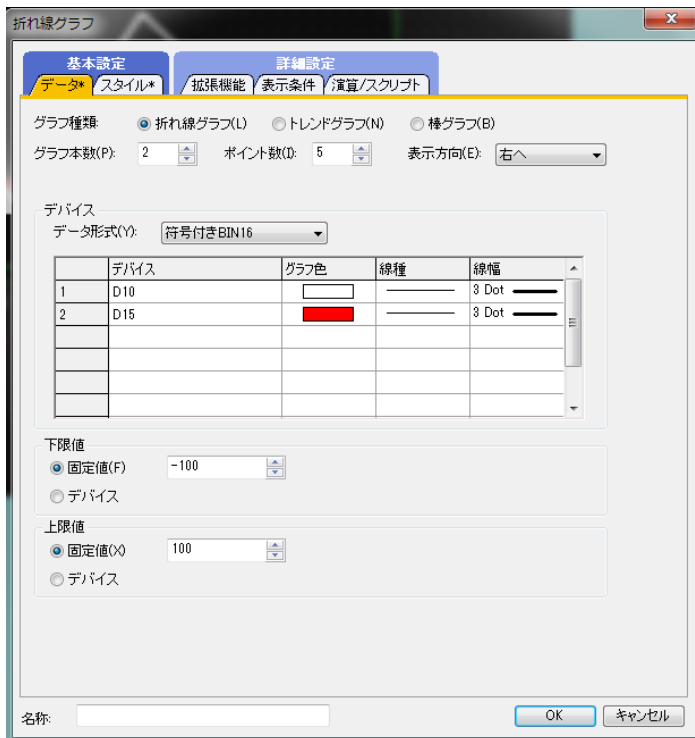 折れ線グラフ
基本設定 詳細設定
データ* スタイル* 拡張機能 表示条件 演算/スクリプト
グラフ種類: 折れ線グラフ(L) トレンドグラフ(N) 棒グラフ(B)
グラフ本数(P): 2 ポイント数(I): 5 表示方向(E): 右へ
デバイス
データ形式(Y): 符号付きBIN16
デバイス グラフ色 線種 線幅
1 D10 3 Dot
2 D15 3 Dot
下限値
固定値(F) -100
デバイス
上限値
固定値(X) 100
デバイス
名称: OK キャンセル